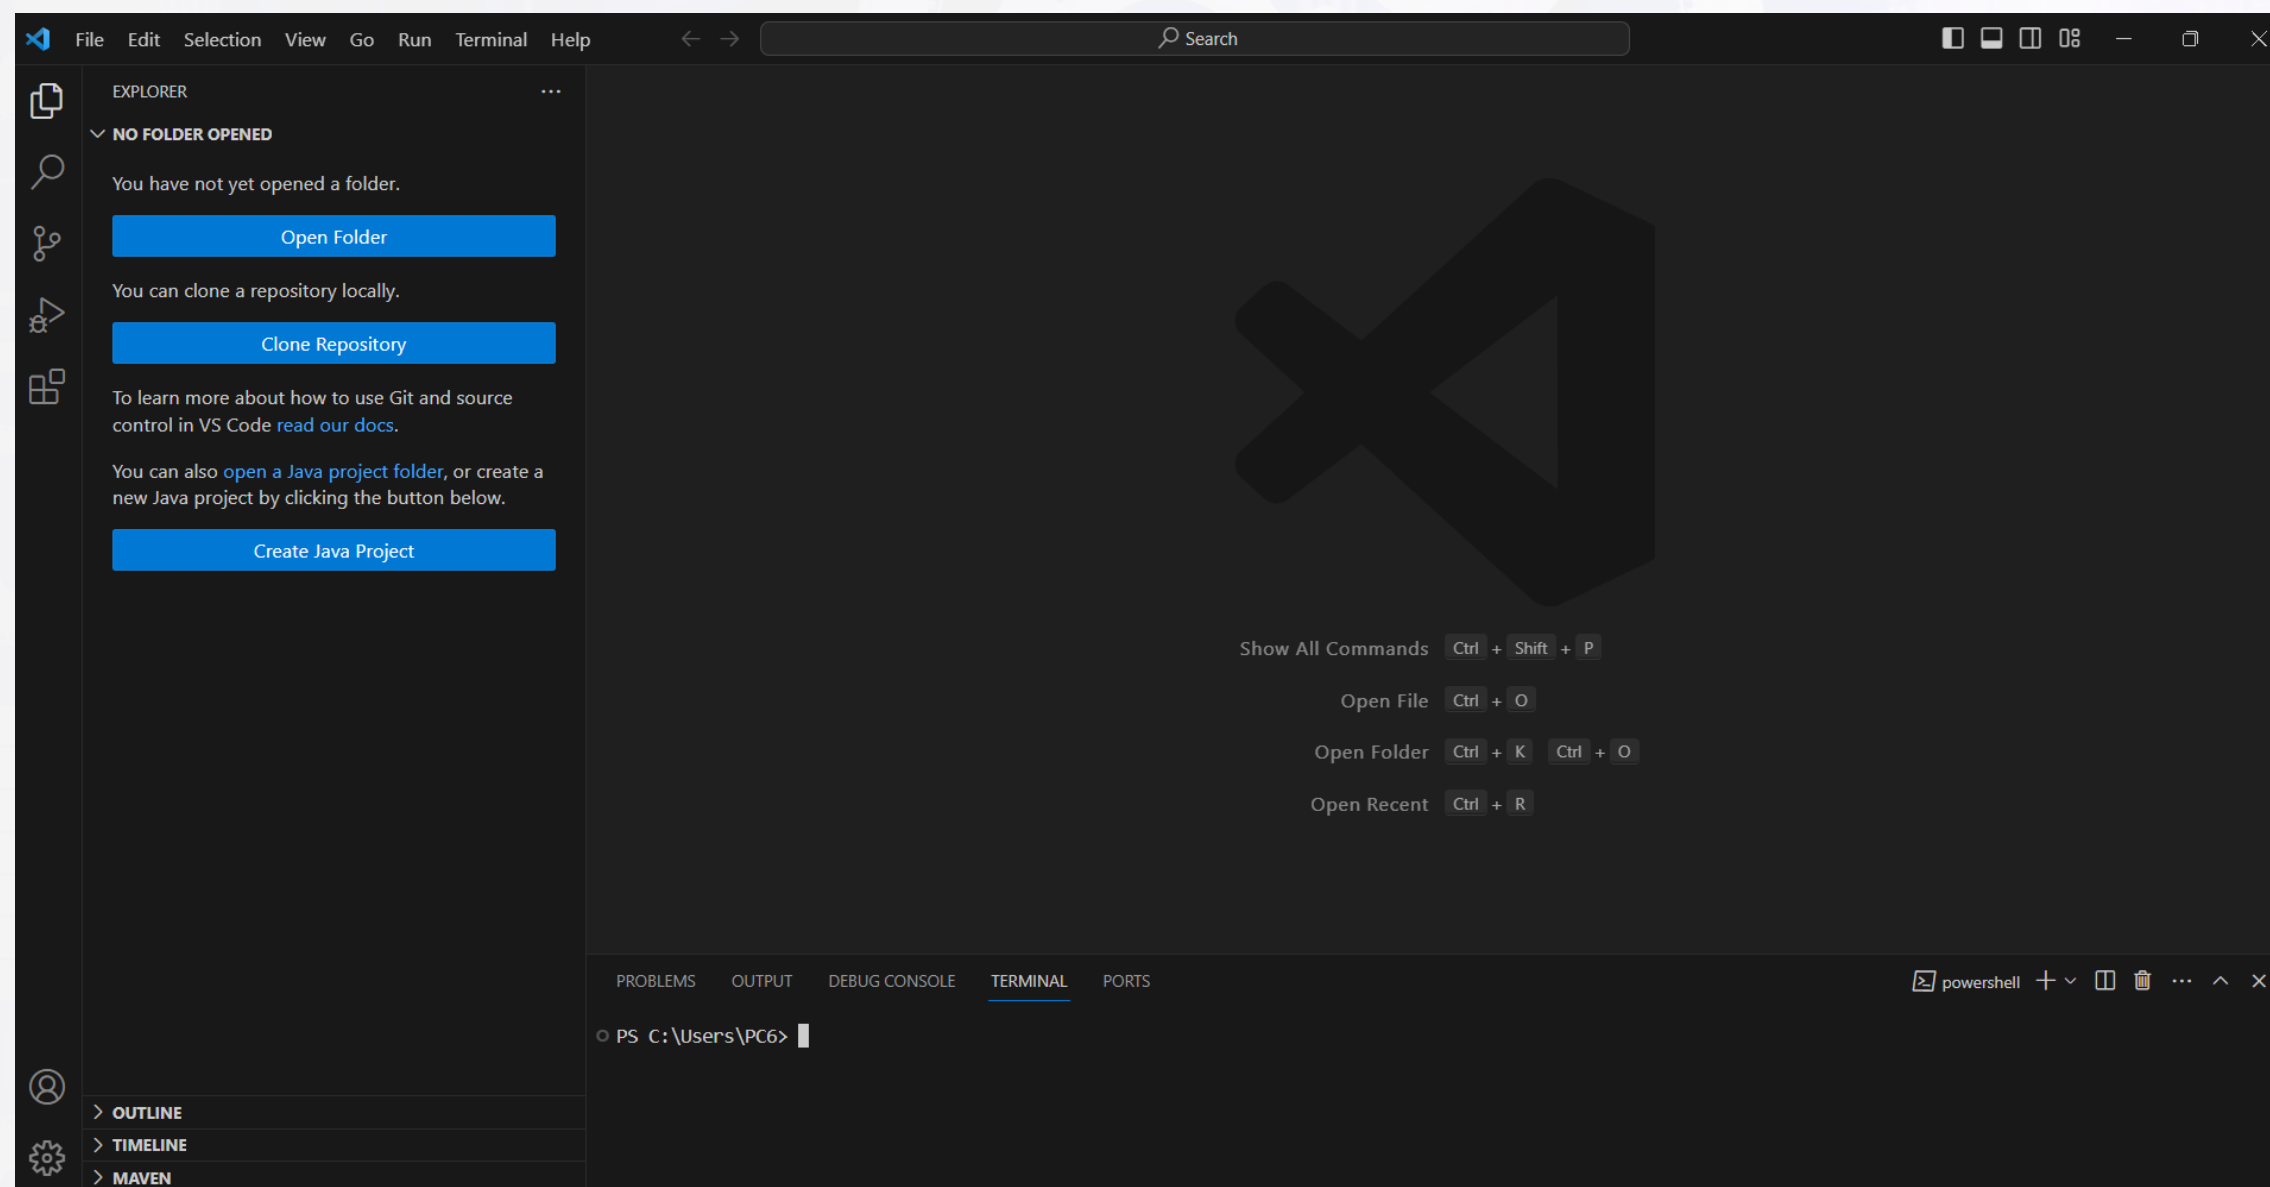 File Edit Selection View Go Run Terminal Help
Search
EXPLORER
NO FOLDER OPENED
You have not yet opened a folder.
Open Folder
You can clone a repository locally.
Clone Repository
To learn more about how to use Git and source
control in VS Code read our docs.
You can also open a Java project folder, or create a
new Java project by clicking the button below.
Create Java Project
Show All Commands Ctrl + Shift + P
Open File Ctrl + O
Open Folder Ctrl + K Ctrl + O
Open Recent Ctrl + R
PROBLEMS OUTPUT DEBUG CONSOLE TERMINAL PORTS
powershell
PS C:\Users\PC6>
OUTLINE
TIMELINE
MAVEN